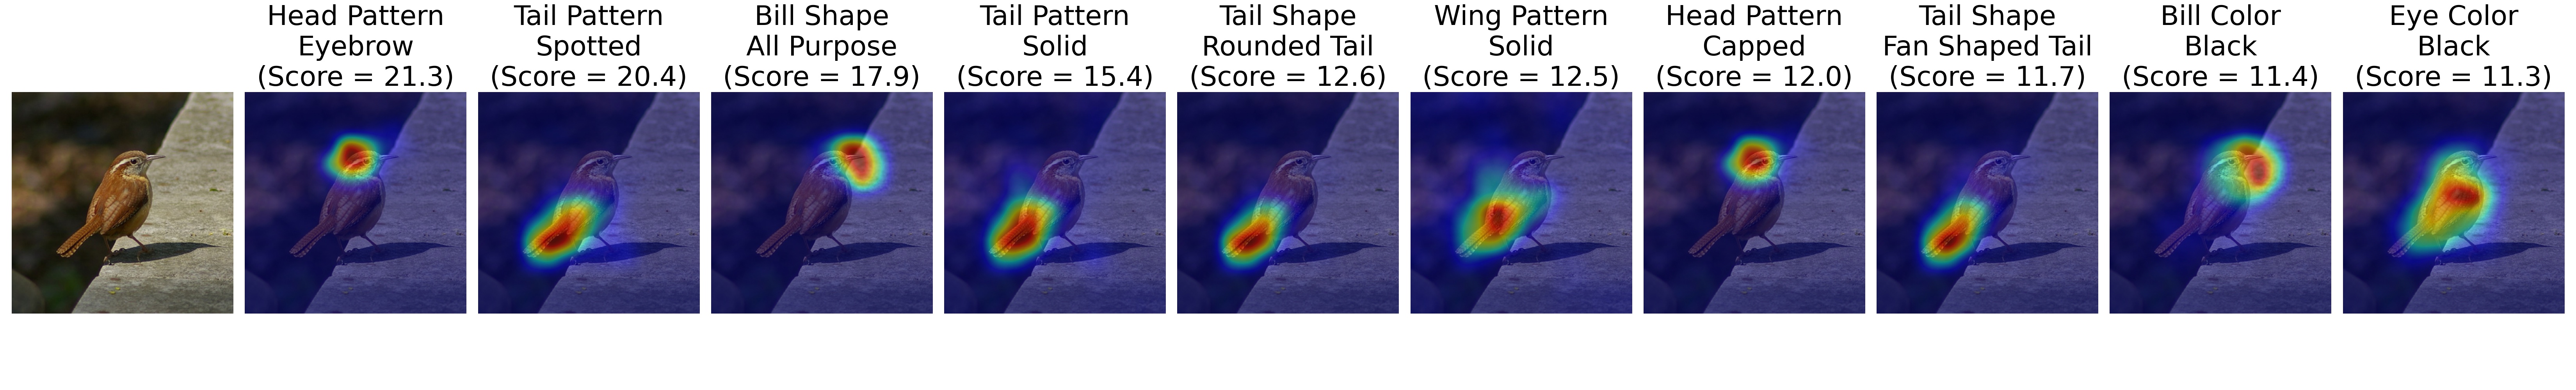 Head Pattern
Eyebrow
(Score = 21.3)
Tail Pattern
Spotted
(Score = 20.4)
Bill Shape
All Purpose
(Score = 17.9)
Tail Pattern
Solid
(Score = 15.4)
Tail Shape
Rounded Tail
(Score = 12.6)
Wing Pattern
Solid
(Score = 12.5)
Head Pattern
Capped
(Score = 12.0)
Tail Shape
Fan Shaped Tail
(Score = 11.7)
Bill Color
Black
(Score = 11.4)
Eye Color
Black
(Score = 11.3)